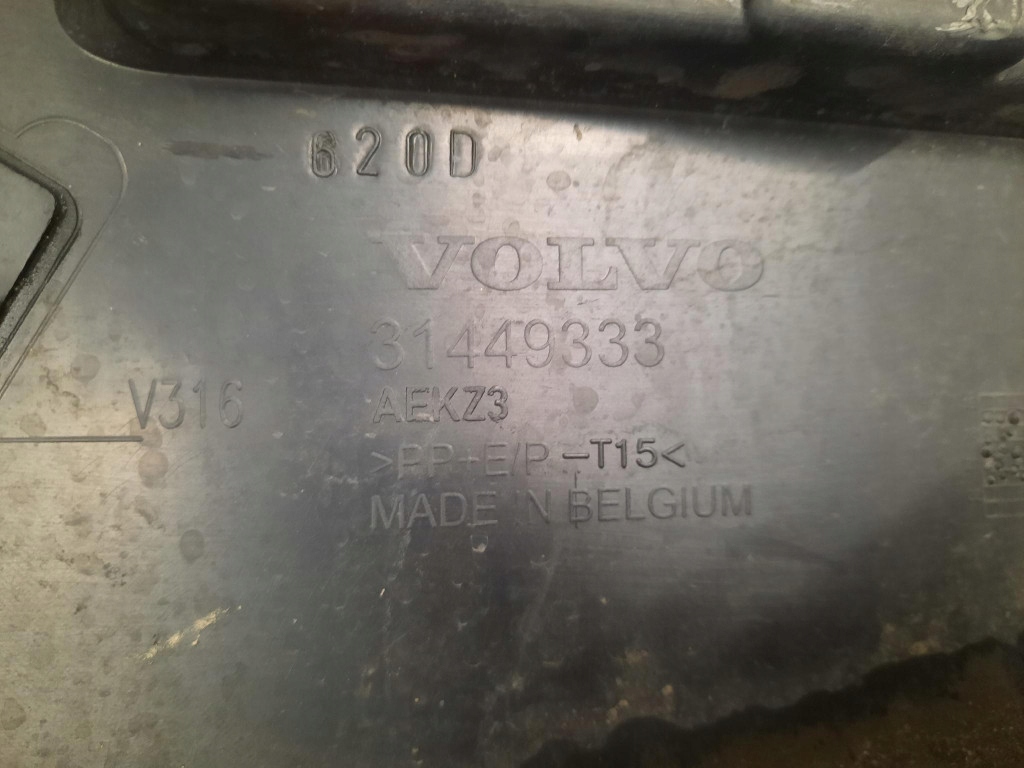 620D
VOLVO
31449333
V316
AEKZ3
>PP+E/P-T15<
MADE IN BELGIUM